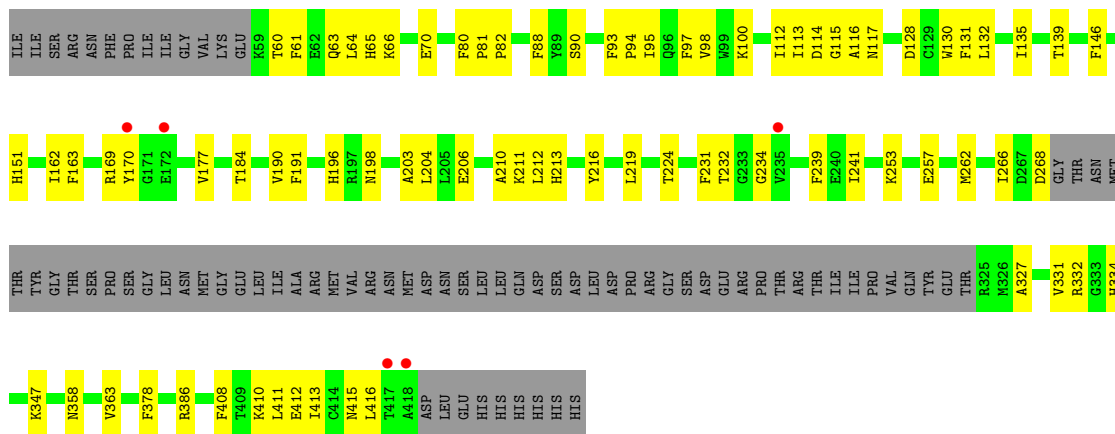 ILE ILE SER ARG ASN PHE PRO ILE ILE GLY VAL LYS GLU K59 T60 F61 E62 Q63 L64 H65 K66 E70 F80 P81 P82 F88 Y89 S90 F93 P94 I95 Q96 F97 V98 W99 K100 I112 I113 D114 G115 A116 N117 D128 C129 W130 F131 L132 I135 T139 F146
H151 I162 F163 R169 Y170 G171 E172 V177 T184 V190 F191 H196 R197 N198 A203 L204 L205 E206 A210 K211 L212 H213 Y216 L219 T224 F231 T232 G233 G234 V235 F239 E240 I241 K253 E257 M262 I266 D267 D268 GLY THR ASN MET
THR TYR GLY THR THR SER PRO SER GLY LEU ASN MET GLY GLU LEU LEU ILE ALA ARG MET VAL ARG ASN MET ASP ASN SER LEU LEU GLN ASP SER ASP LEU ASP PRO ARG GLY SER ASP GLU ARG PRO THR ARG THR ILE ILE PRO VAL GLN TYR GLU THR R325 M326 A327 V331 R332 G333 H334
K347 N358 V363 F378 R386 F408 T409 K410 L411 E412 I413 C414 N415 L416 T417 A418 ASP LEU GLU HIS HIS HIS HIS HIS HIS